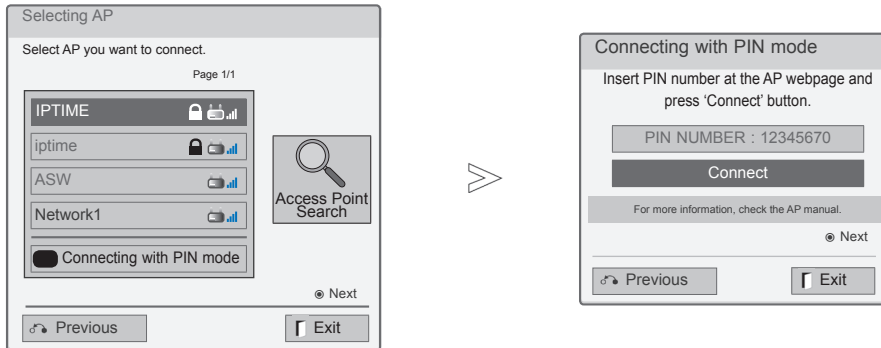 Selecting AP
Select AP you want to connect.
Page 1/1
IPTIME
iptime
ASW
Network1
Connecting with PIN mode
Access Point
Search
Next
Previous
Exit
Connecting with PIN mode
Insert PIN number at the AP webpage and
press ‘Connect’ button.
PIN NUMBER : 12345670
Connect
For more information, check the AP manual.
Next
Previous
Exit